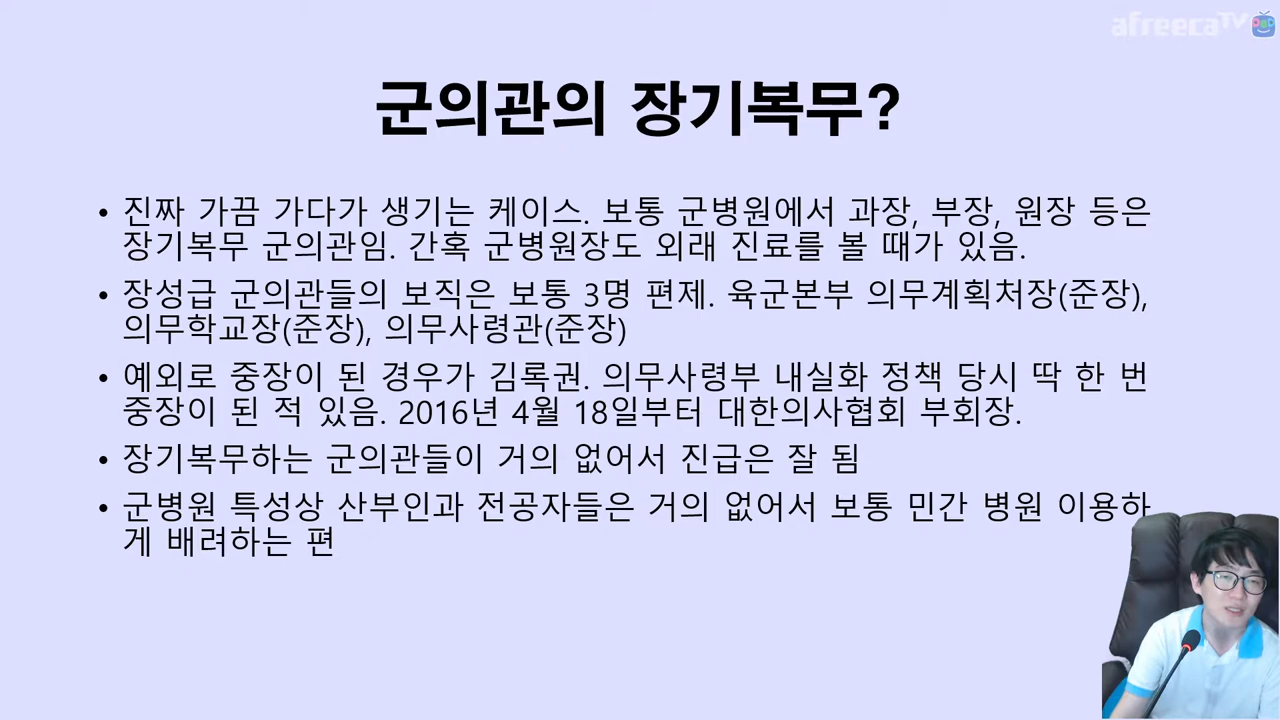 afreecaTV
군의관의 장기복무?
• 진짜 가끔 가다가 생기는 케이스. 보통 군병원에서 과장, 부장, 원장 등은
장기복무 군의관임. 간혹 군병원장도 외래 진료를 볼 때가 있음.
• 장성급 군의관들의 보직은 보통 3명 편제. 육군본부 의무계획처장(준장),
의무학교장(준장), 의무사령관(준장)
• 예외로 중장이 된 경우가 김록권. 의무사령부 내실화 정책 당시 딱 한 번
중장이 된 적 있음. 2016년 4월 18일부터 대한의사협회 부회장.
• 장기복무하는 군의관들이 거의 없어서 진급은 잘 됨
• 군병원 특성상 산부인과 전공자들은 거의 없어서 보통 민간 병원 이용하
게 배려하는 편